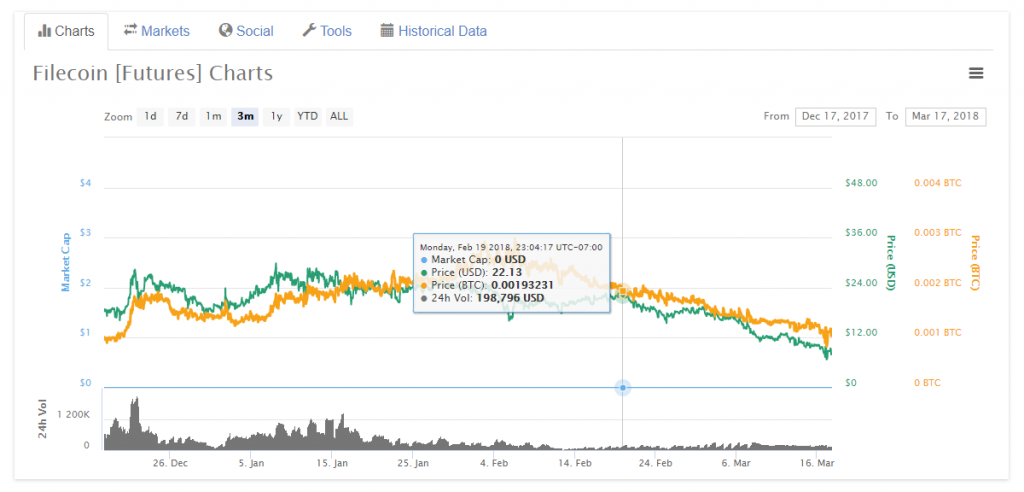 Charts Markets Social Tools Historical Data
Filecoin [Futures] Charts
Zoom 1d 7d 1m 3m 1y YTD ALL From Dec 17, 2017 To Mar 17, 2018
$4 $48.00 0.004 BTC
$3 $36.00 0.003 BTC
$2 $24.00 0.002 BTC
$1 $12.00 0.001 BTC
$0 $0 0 BTC
Market Cap
Price (USD)
Price (BTC)
Monday, Feb 19 2018, 23:04:17 UTC-07:00
Market Cap: 0 USD
Price (USD): 22.13
Price (BTC): 0.00193231
24h Vol: 198,796 USD
24h Vol
1 200K
0
26. Dec 5. Jan 15. Jan 25. Jan 4. Feb 14. Feb 24. Feb 6. Mar 16. Mar